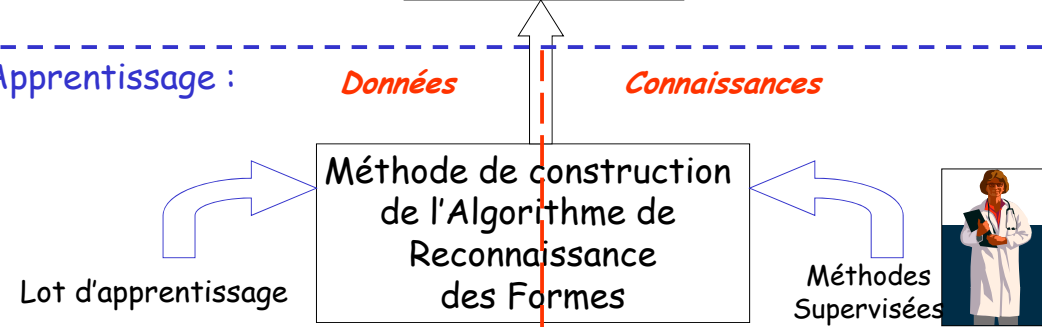 Apprentissage :
Données
Connaissances
Méthode de construction
de l'Algorithme de
Reconnaissance
des Formes
Lot d'apprentissage
Méthodes
Supervisées